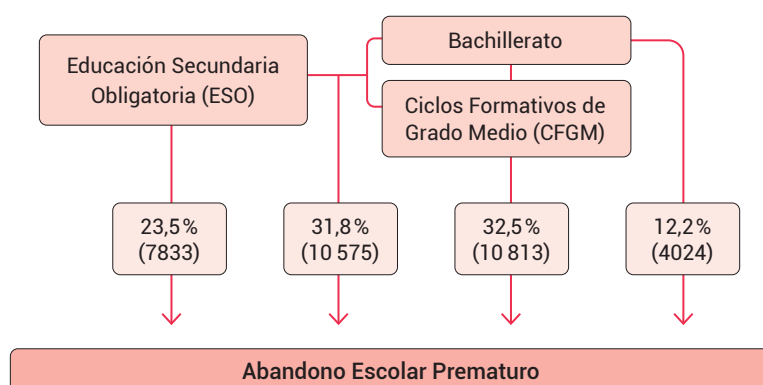 Bachillerato
Educación Secundaria
Obligatoria (ESO)
Ciclos Formativos de
Grado Medio (CFGM)
23,5%
(7833)
31,8%
(10 575)
32,5%
(10 813)
12,2%
(4024)
Abandono Escolar Prematuro